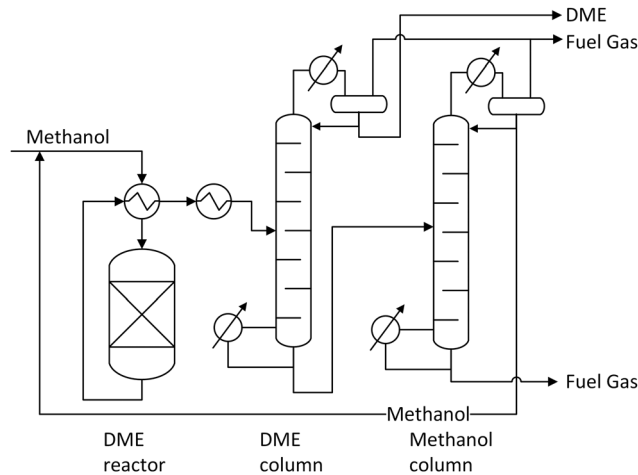 DME
Fuel Gas
Methanol
Fuel Gas
Methanol
DME
reactor
DME
column
Methanol
column